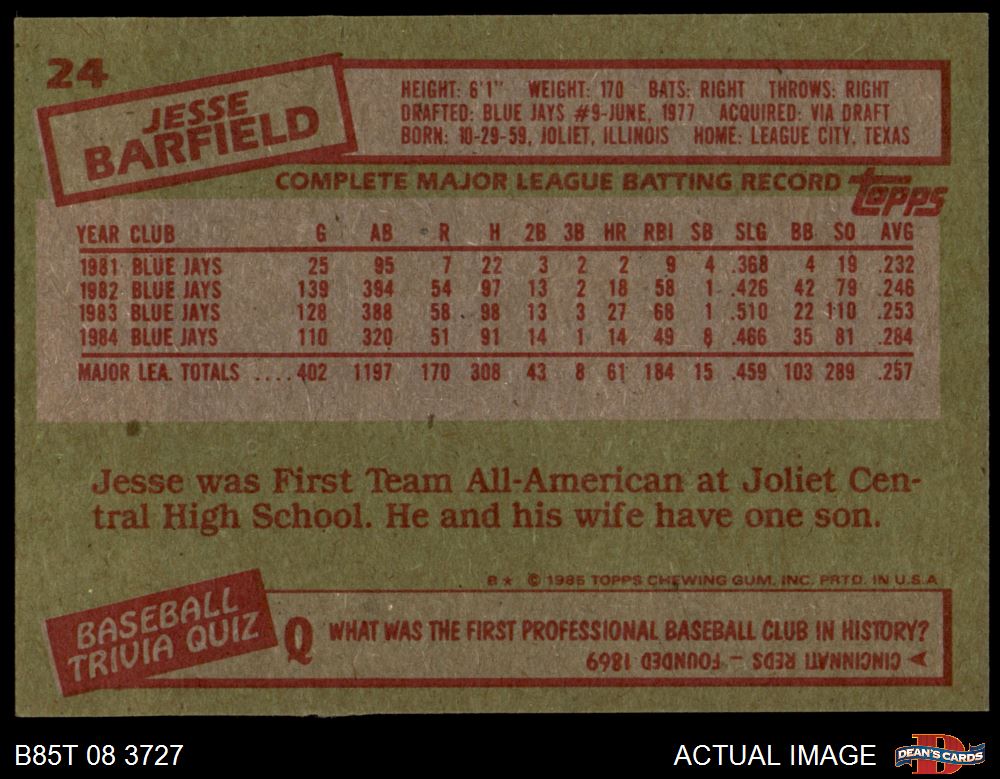 24
JESSE
BARFIELD
HEIGHT: 6'1" WEIGHT: 170 BATS: RIGHT THROWS: RIGHT
DRAFTED: BLUE JAYS #9-JUNE, 1977 ACQUIRED: VIA DRAFT
BORN: 10-29-59, JOLIET, ILLINOIS HOME: LEAGUE CITY, TEXAS
COMPLETE MAJOR LEAGUE BATTING RECORD topps
YEAR CLUB G AB R H 2B 3B HR RBI SB SLG BB SO AVG
1981 BLUE JAYS 25 95 7 22 3 2 2 9 4 .368 4 19 .232
1982 BLUE JAYS 139 394 54 97 13 2 18 58 1 .426 42 79 .246
1983 BLUE JAYS 128 388 58 98 13 3 27 68 1 .510 22 110 .253
1984 BLUE JAYS 110 320 51 91 14 1 14 49 8 .466 35 81 .284
MAJOR LEA. TOTALS ....402 1197 170 308 43 8 61 184 15 .459 103 289 .257
Jesse was First Team All-American at Joliet Cen-
tral High School. He and his wife have one son.
B★ © 1985 TOPPS CHEWING GUM, INC. PRTD. IN U.S.A
BASEBALL
TRIVIA QUIZ
Q WHAT WAS THE FIRST PROFESSIONAL BASEBALL CLUB IN HISTORY?
CINCINNATI REDS - FOUNDED 1869
B85T 08 3727
ACTUAL IMAGE
D
DEAN'S CARDS